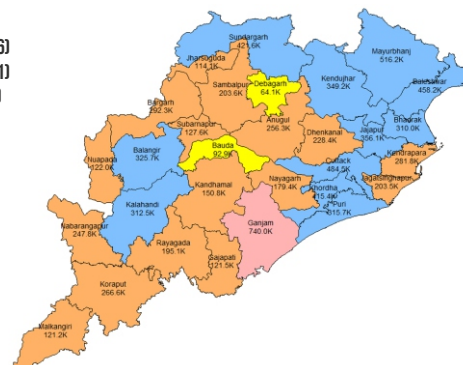 6)
1)
Sundargarh
421.6K
Mayurbhanj
516.2K
Jharsuguda
114.1K
Kendujhar
349.2K
Baleswar
458.2K
Debagarh
64.1K
Sambalpur
203.6K
Bargarh
292.3K
Bhadrak
310.0K
Anugul
256.3K
Jajapur
356.1K
Subarnapur
127.6K
Dhenkanal
228.4K
Kendrapara
281.8K
Bauda
92.9K
Balangir
325.7K
Nuapada
122.0K
Cuttack
484.5K
Jagatsinghapur
203.5K
Nayagarh
179.4K
Khordha
Kandhamal
150.8K
Puri
315.7K
Kalahandi
312.5K
Ganjam
740.0K
Nabarangapur
247.8K
Rayagada
195.1K
Gajapati
121.5K
Koraput
266.6K
Malkangiri
121.2K